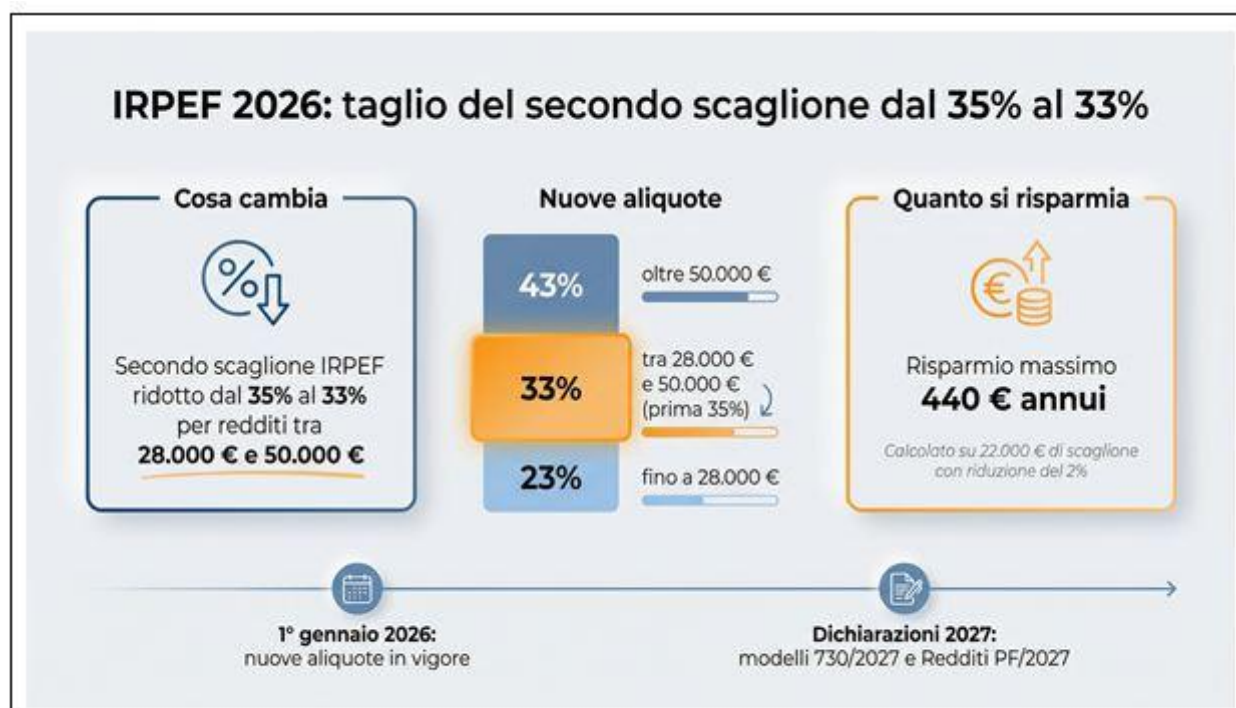 IRPEF 2026: taglio del secondo scaglione dal 35% al 33%
Cosa cambia
%
Secondo scaglione IRPEF
ridotto dal 35% al 33%
per redditi tra
28.000 € e 50.000 €
Nuove aliquote
43%
oltre 50.000 €
33%
tra 28.000 €
e 50.000 €
(prima 35%)
23%
fino a 28.000 €
Quanto si risparmia
€
Risparmio massimo
440 € annui
Calcolato su 22.000 € di scaglione
con riduzione del 2%
1° gennaio 2026:
nuove aliquote in vigore
Dichiarazioni 2027:
modelli 730/2027 e Redditi PF/2027